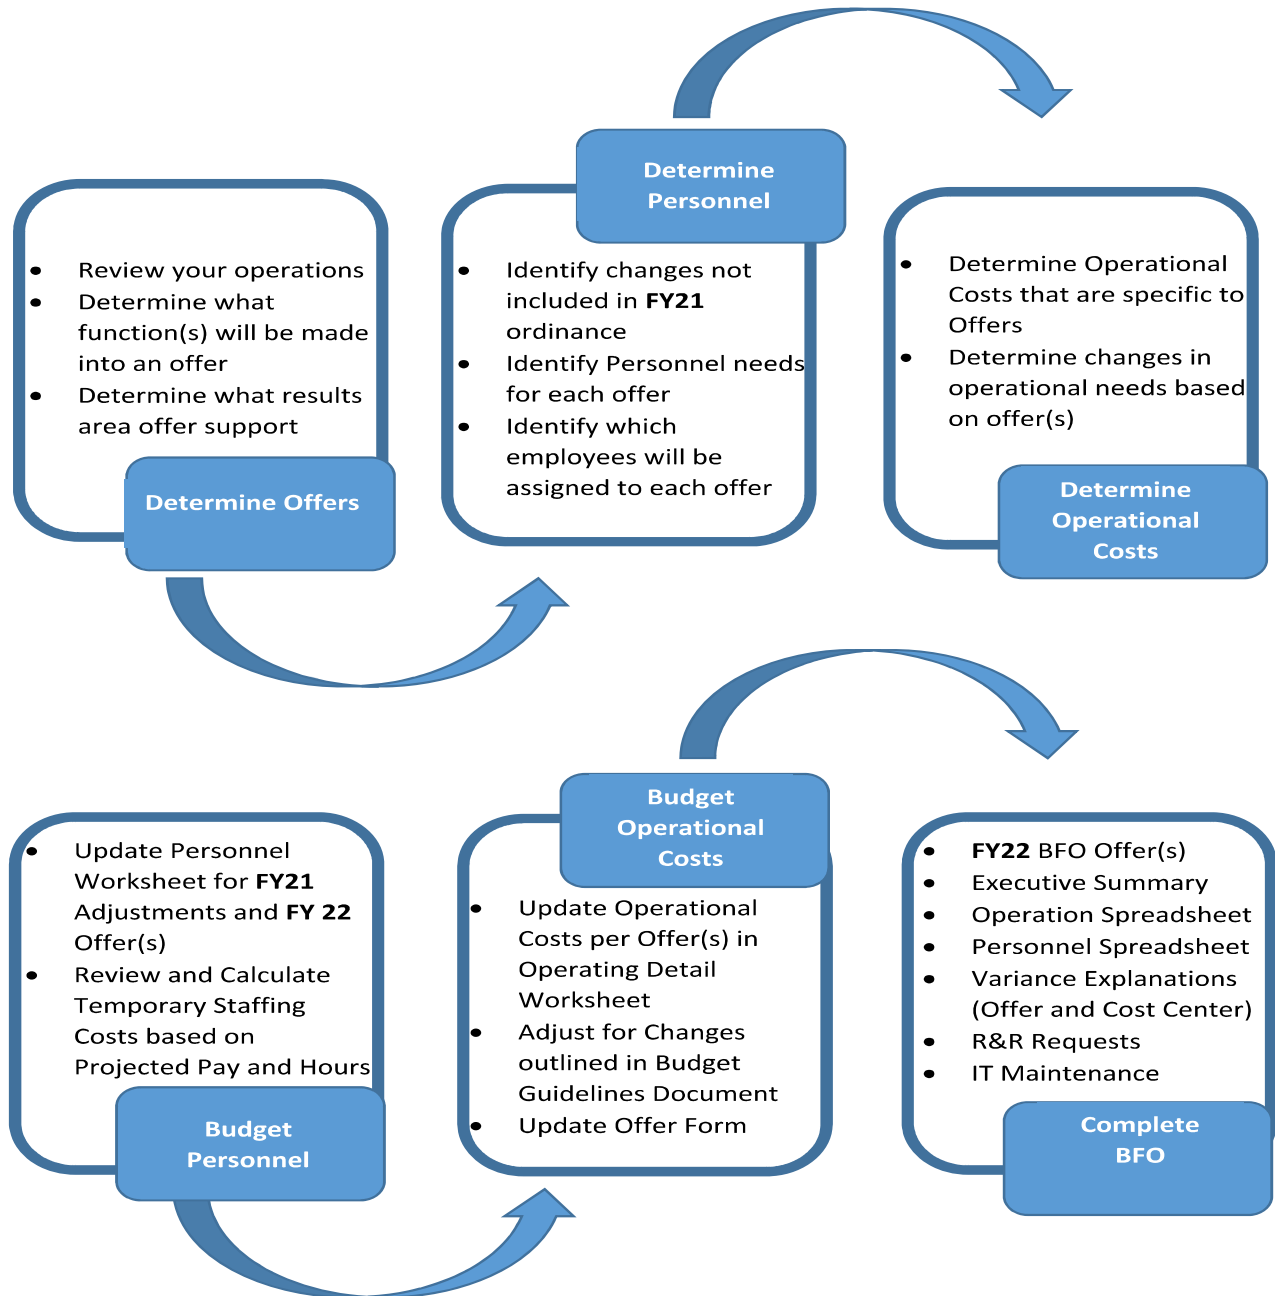 • Review your operations
• Determine what
function(s) will be made
into an offer
• Determine what results
area offer support
Determine Offers
Determine
Personnel
• Identify changes not
included in FY21
ordinance
• Identify Personnel needs
for each offer
• Identify which
employees will be
assigned to each offer
• Determine Operational
Costs that are specific to
Offers
• Determine changes in
operational needs based
on offer(s)
Determine
Operational
Costs
• Update Personnel
Worksheet for FY21
Adjustments and FY 22
Offer(s)
• Review and Calculate
Temporary Staffing
Costs based on
Projected Pay and Hours
Budget
Personnel
Budget
Operational
Costs
• Update Operational
Costs per Offer(s) in
Operating Detail
Worksheet
• Adjust for Changes
outlined in Budget
Guidelines Document
• Update Offer Form
• FY22 BFO Offer(s)
• Executive Summary
• Operation Spreadsheet
• Personnel Spreadsheet
• Variance Explanations
(Offer and Cost Center)
• R&R Requests
• IT Maintenance
Complete
BFO